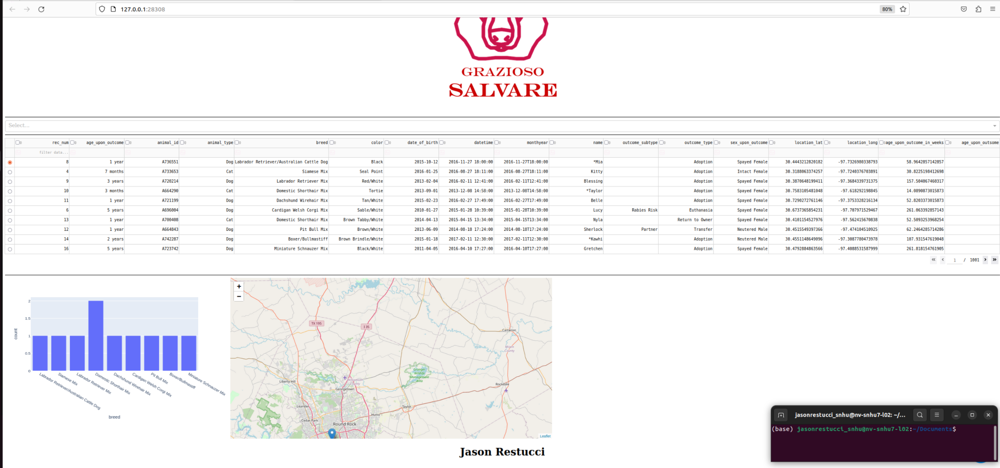 127.0.0.1:28308
80%
GRAZIOSO
SALVARE
Select...
rec_num age_upon_outcome animal_id animal_type breed color date_of_birth datetime monthyear name outcome_subtype outcome_type sex_upon_outcome location_lat location_long age_upon_outcome_in_weeks age_upon_outsome
filter data...
8 1 year A736551 Dog Labrador Retriever/Australian Cattle Dog Black 2015-10-12 2016-11-27 18:00:00 2016-11-27T18:00:00 *Mia Adoption Spayed Female 30.4443212820182 -97.7326980338793 58.9642857142857
4 7 months A733653 Cat Siamese Mix Seal Point 2016-01-25 2016-08-27 18:11:00 2016-08-27T18:11:00 Kitty Adoption Intact Female 30.3188063374257 -97.7240376703891 30.8225198412698
9 3 years A720214 Dog Labrador Retriever Mix Red/White 2013-02-04 2016-02-11 12:41:00 2016-02-11T12:41:00 Blessing Adoption Spayed Female 30.3870648199411 -97.3684339731375 157.504067460317
10 3 months A664290 Cat Domestic Shorthair Mix Tortie 2013-09-01 2013-12-08 14:58:00 2013-12-08T14:58:00 *Taylor Adoption Spayed Female 30.7583105481048 -97.618292198845 14.0890873015873
11 1 year A721199 Dog Dachshund Wirehair Mix Tan/White 2015-02-23 2016-02-27 17:49:00 2016-02-27T17:49:00 Belle Adoption Spayed Female 30.7290272761146 -97.3753328216134 52.8203373015873
6 5 years A696004 Dog Cardigan Welsh Corgi Mix Sable/White 2010-01-27 2015-01-28 10:39:00 2015-01-28T10:39:00 Lucy Rabies Risk Euthanasia Spayed Female 30.6737365854231 -97.707971529467 261.063392857143
13 1 year A700408 Cat Domestic Shorthair Mix Brown Tabby/White 2014-04-13 2015-04-15 13:34:00 2015-04-15T13:34:00 Nyla Return to Owner Spayed Female 30.4101154527976 -97.562415670838 52.5093253968254
12 1 year A664843 Dog Pit Bull Mix Brown/White 2013-06-09 2014-08-18 17:24:00 2014-08-18T17:24:00 Sherlock Partner Transfer Neutered Male 30.4515549397366 -97.474104510925 62.2464285714286
14 2 years A742287 Dog Boxer/Bullmastiff Brown Brindle/White 2015-01-18 2017-02-11 12:30:00 2017-02-11T12:30:00 *Kawhi Adoption Neutered Male 30.4551148649096 -97.3087780473978 107.931547619048
16 5 years A723742 Dog Miniature Schnauzer Mix Black/White 2011-04-05 2016-04-10 17:27:00 2016-04-10T17:27:00 Gretchen Adoption Spayed Female 30.4792884863566 -97.4088531587999 261.818154761905
« ‹ 1 / 1001 › »
2
1.5
1
0.5
0
count
Labrador Retriever/Australian Cattle Dog
Siamese Mix
Labrador Retriever Mix
Domestic Shorthair Mix
Dachshund Wirehair Mix
Cardigan Welsh Corgi Mix
Pit Bull Mix
Boxer/Bullmastiff
Miniature Schnauzer Mix
breed
+
−
TX 195
I 35
Cameron
Milam
County
Granger
Wildlife
Management
Area
Liberty Hill
Williamson
County
Georgetown
Rockdale
Leander
Taylor
Cedar Park
Hutto
Round Rock
Leaflet
Jason Restucci
jasonrestucci_snhu@nv-snhu7-l02: ~/...
(base) jasonrestucci_snhu@nv-snhu7-l02:~/Documents$